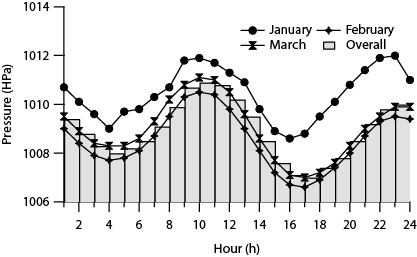 1014
1012
1010
1008
1006
Pressure (HPa)
January
February
March
Overall
2 4 6 8 10 12 14 16 18 20 22 24
Hour (h)